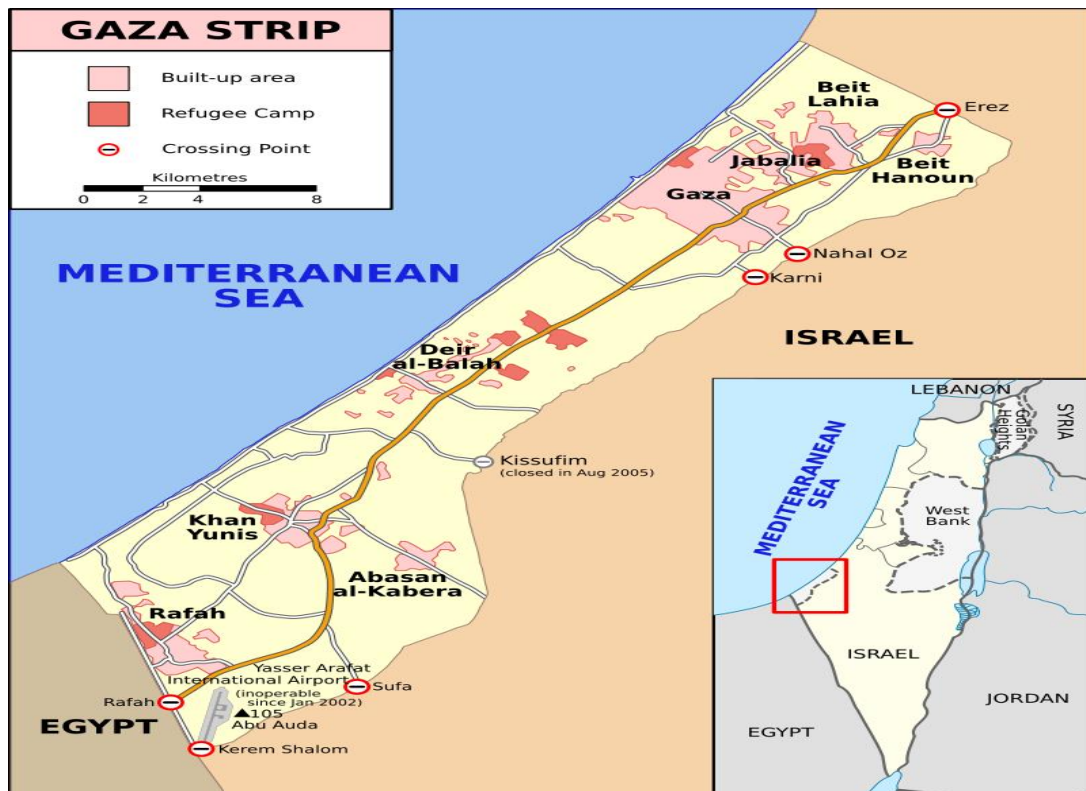 GAZA STRIP
Built-up area
Refugee Camp
Crossing Point
Kilometres
0 2 4 8
MEDITERRANEAN
SEA
Beit
Lahia
Erez
Jabalia
Beit
Hanoun
Gaza
Nahal Oz
Karni
ISRAEL
Deir
al-Balah
Kissufim
(closed in Aug 2005)
Khan
Yunis
Abasan
al-Kabera
Rafah
Yasser Arafat
International Airport
(inoperable
since Jan 2002)
Sufa
Rafah
105
Abu Auda
EGYPT
Kerem Shalom
LEBANON
SYRIA
Golan
Heights
MEDITERRANEAN
SEA
West
Bank
ISRAEL
JORDAN
EGYPT